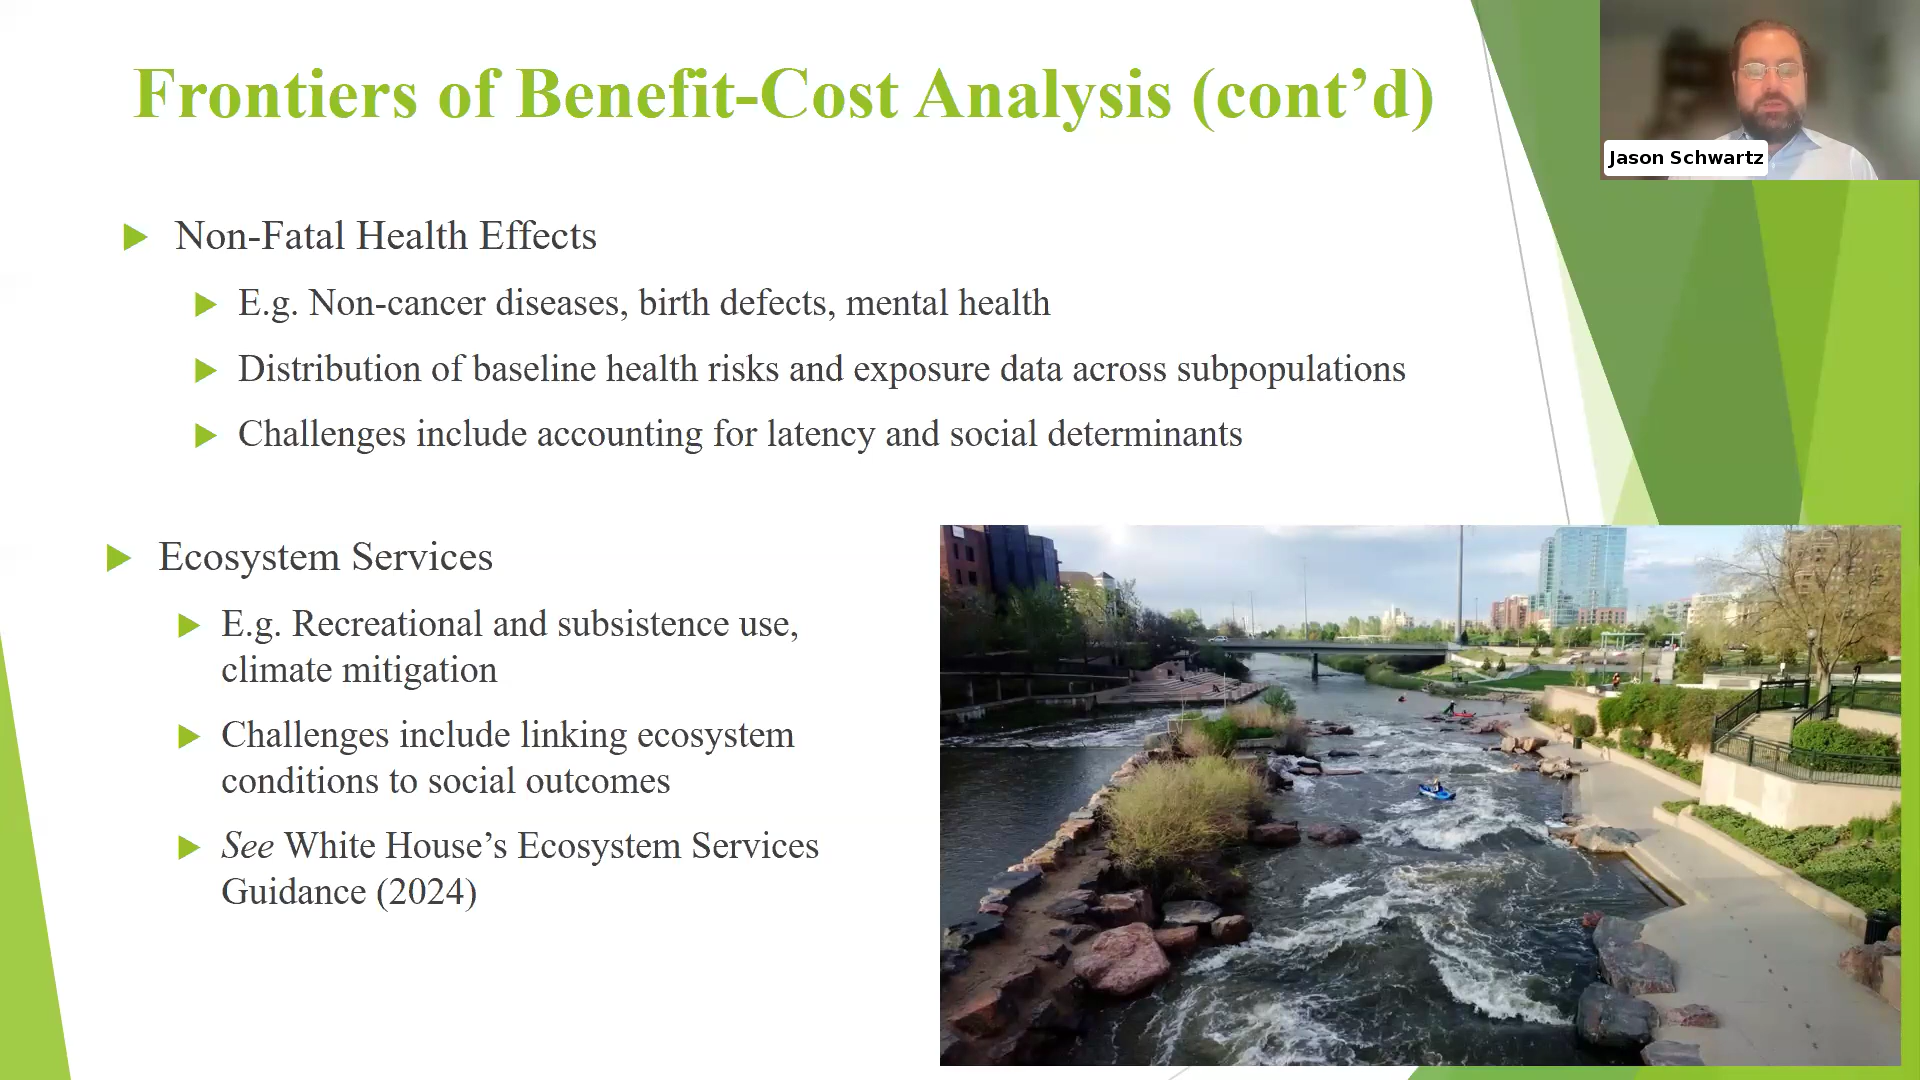 Frontiers of Benefit-Cost Analysis (cont’d)
Jason Schwartz
Non-Fatal Health Effects
E.g. Non-cancer diseases, birth defects, mental health
Distribution of baseline health risks and exposure data across subpopulations
Challenges include accounting for latency and social determinants
Ecosystem Services
E.g. Recreational and subsistence use,
climate mitigation
Challenges include linking ecosystem
conditions to social outcomes
See White House’s Ecosystem Services
Guidance (2024)